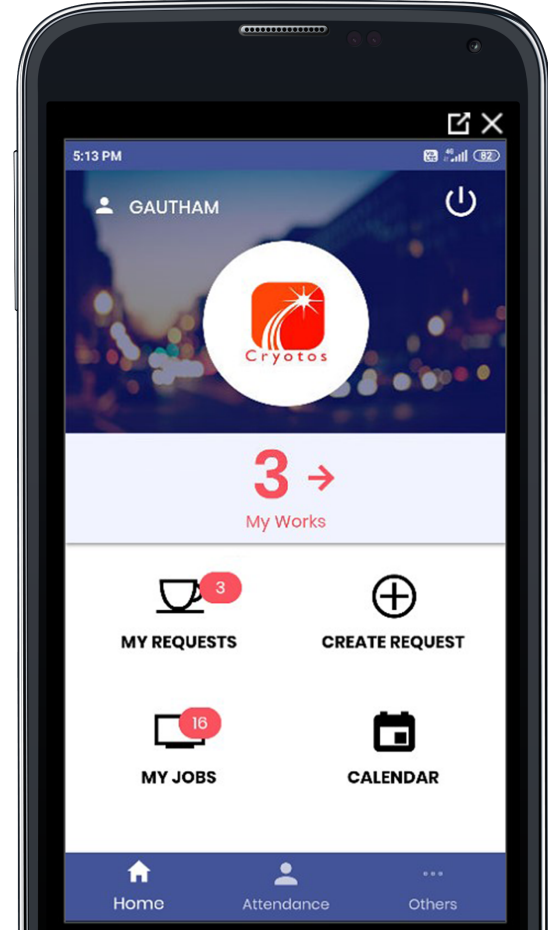 5:13 PM
4G
82
GAUTHAM
Cryotos
3
My Works
3
MY REQUESTS
CREATE REQUEST
16
MY JOBS
CALENDAR
Home
Attendance
Others